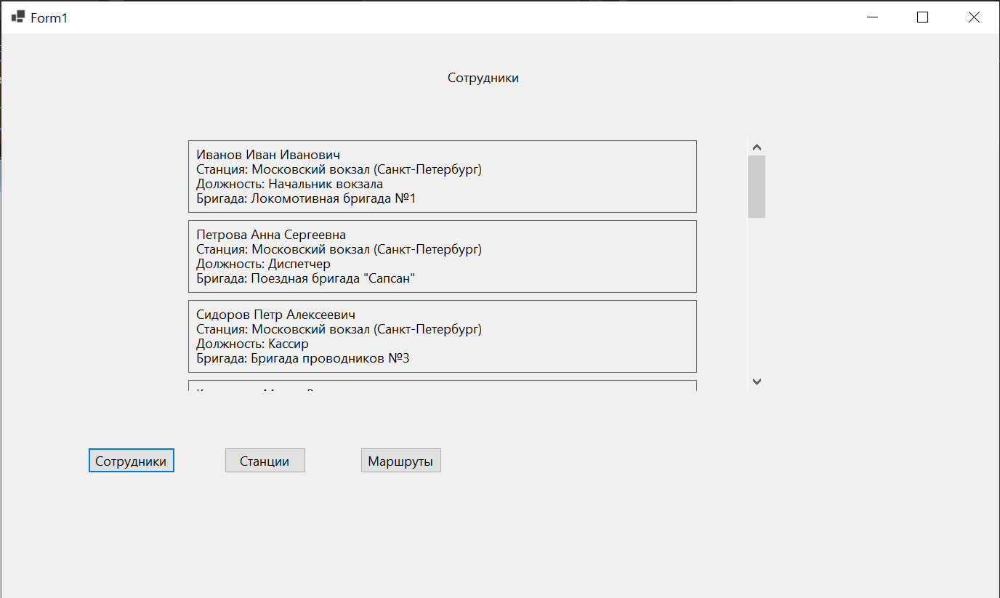 Form1
Сотрудники
Иванов Иван Иванович
Станция: Московский вокзал (Санкт-Петербург)
Должность: Начальник вокзала
Бригада: Локомотивная бригада №1
Петрова Анна Сергеевна
Станция: Московский вокзал (Санкт-Петербург)
Должность: Диспетчер
Бригада: Поездная бригада "Сапсан"
Сидоров Петр Алексеевич
Станция: Московский вокзал (Санкт-Петербург)
Должность: Кассир
Бригада: Бригада проводников №3
Сотрудники
Станции
Маршруты